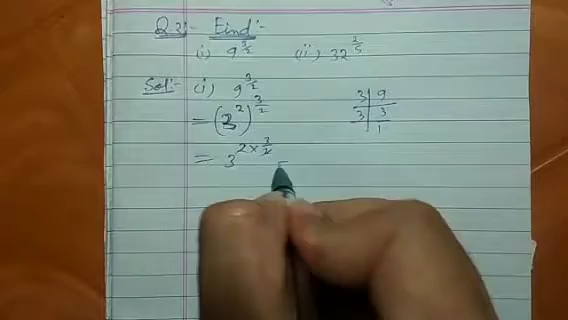 Q3:- Find:-
(i) 9^{3/2} (ii) 32^{2/5}
Sol:- (i) 9^{3/2}
= (3^2)^{3/2}
= 3^{2×3/2} =
3 | 9
3 | 3
1